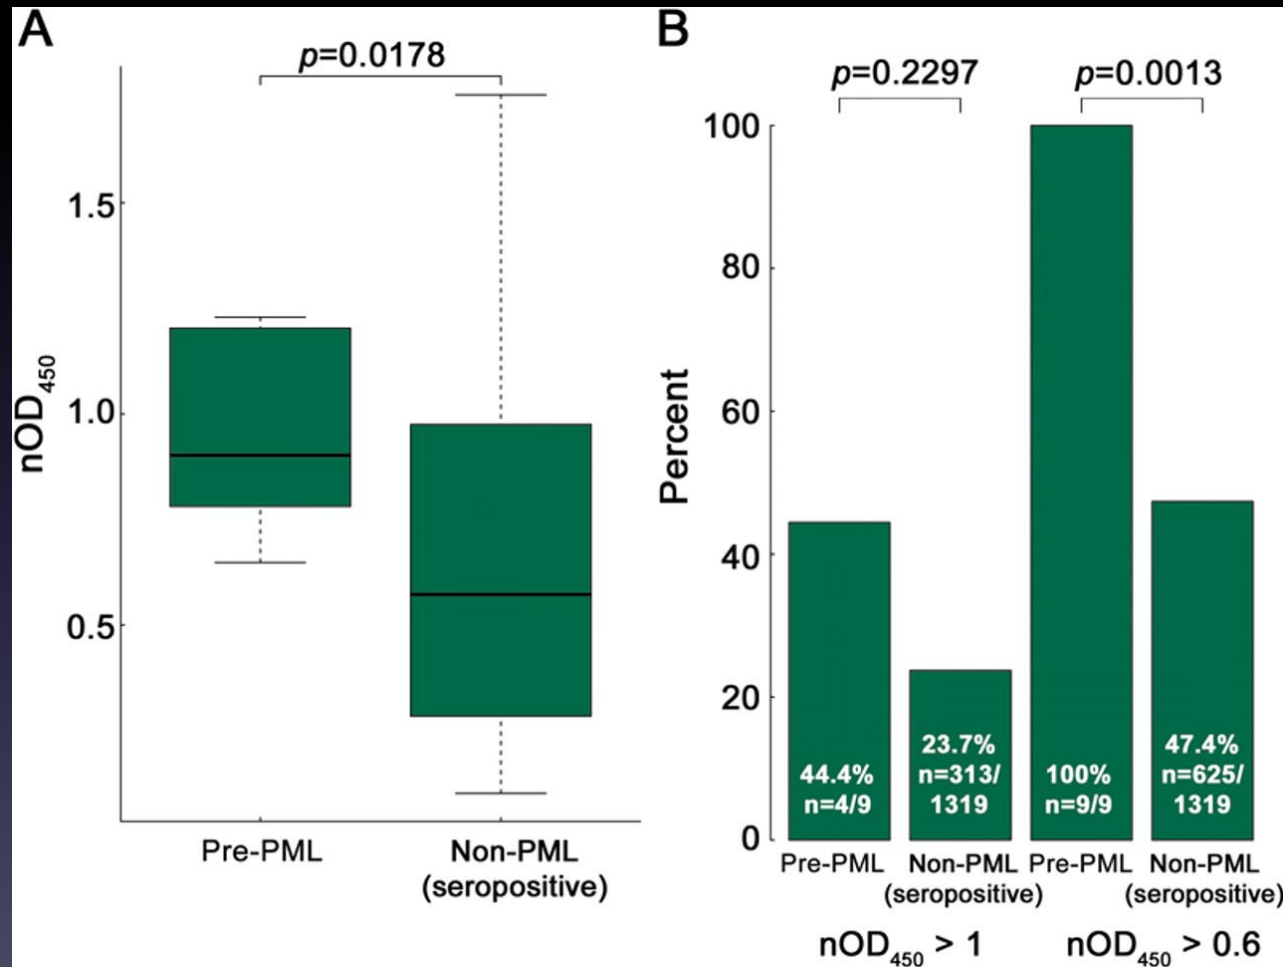 A
p=0.0178
nOD450
1.5
1.0
0.5
Pre-PML
Non-PML
(seropositive)
B
p=0.2297
p=0.0013
Percent
100
80
60
40
20
0
44.4%
n=4/9
23.7%
n=313/
1319
100%
n=9/9
47.4%
n=625/
1319
Pre-PML
Non-PML
(seropositive)
Pre-PML
Non-PML
(seropositive)
nOD450 > 1
nOD450 > 0.6